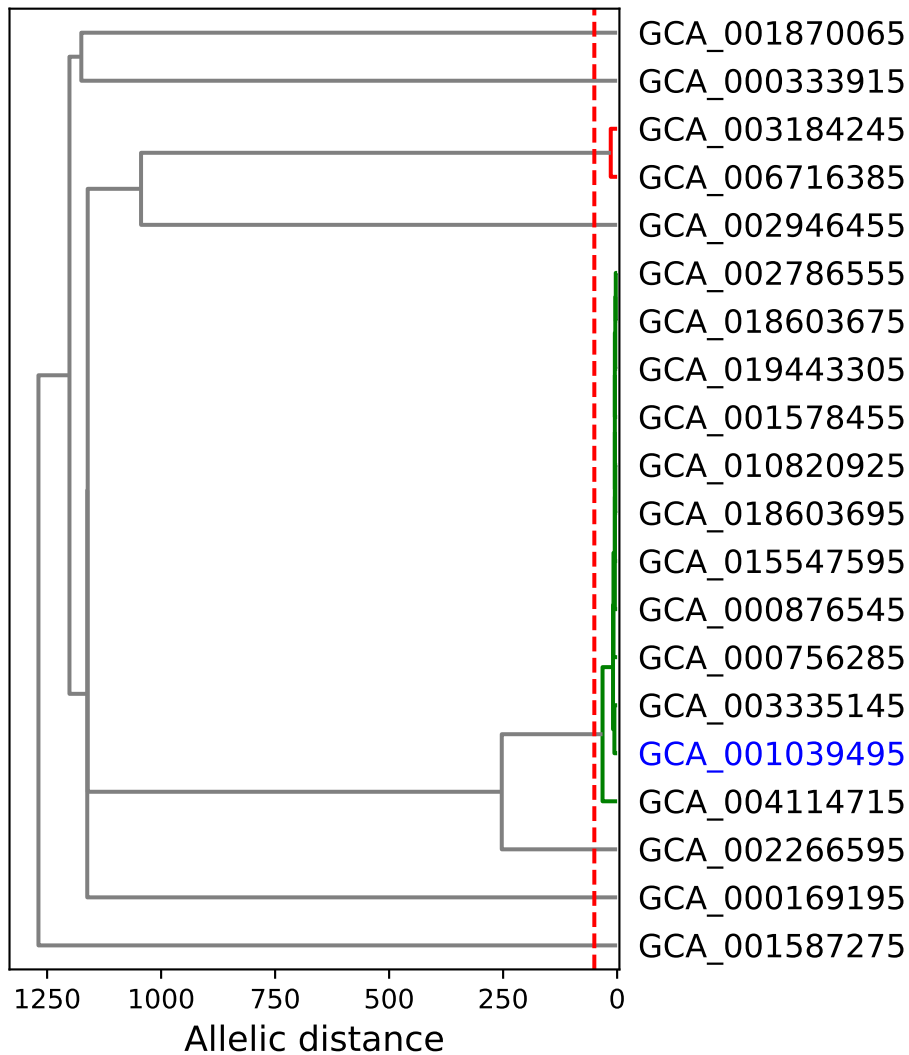 GCA_001870065
GCA_000333915
GCA_003184245
GCA_006716385
GCA_002946455
GCA_002786555
GCA_018603675
GCA_019443305
GCA_001578455
GCA_010820925
GCA_018603695
GCA_015547595
GCA_000876545
GCA_000756285
GCA_003335145
GCA_001039495
GCA_004114715
GCA_002266595
GCA_000169195
GCA_001587275
1250 1000 750 500 250 0
Allelic distance